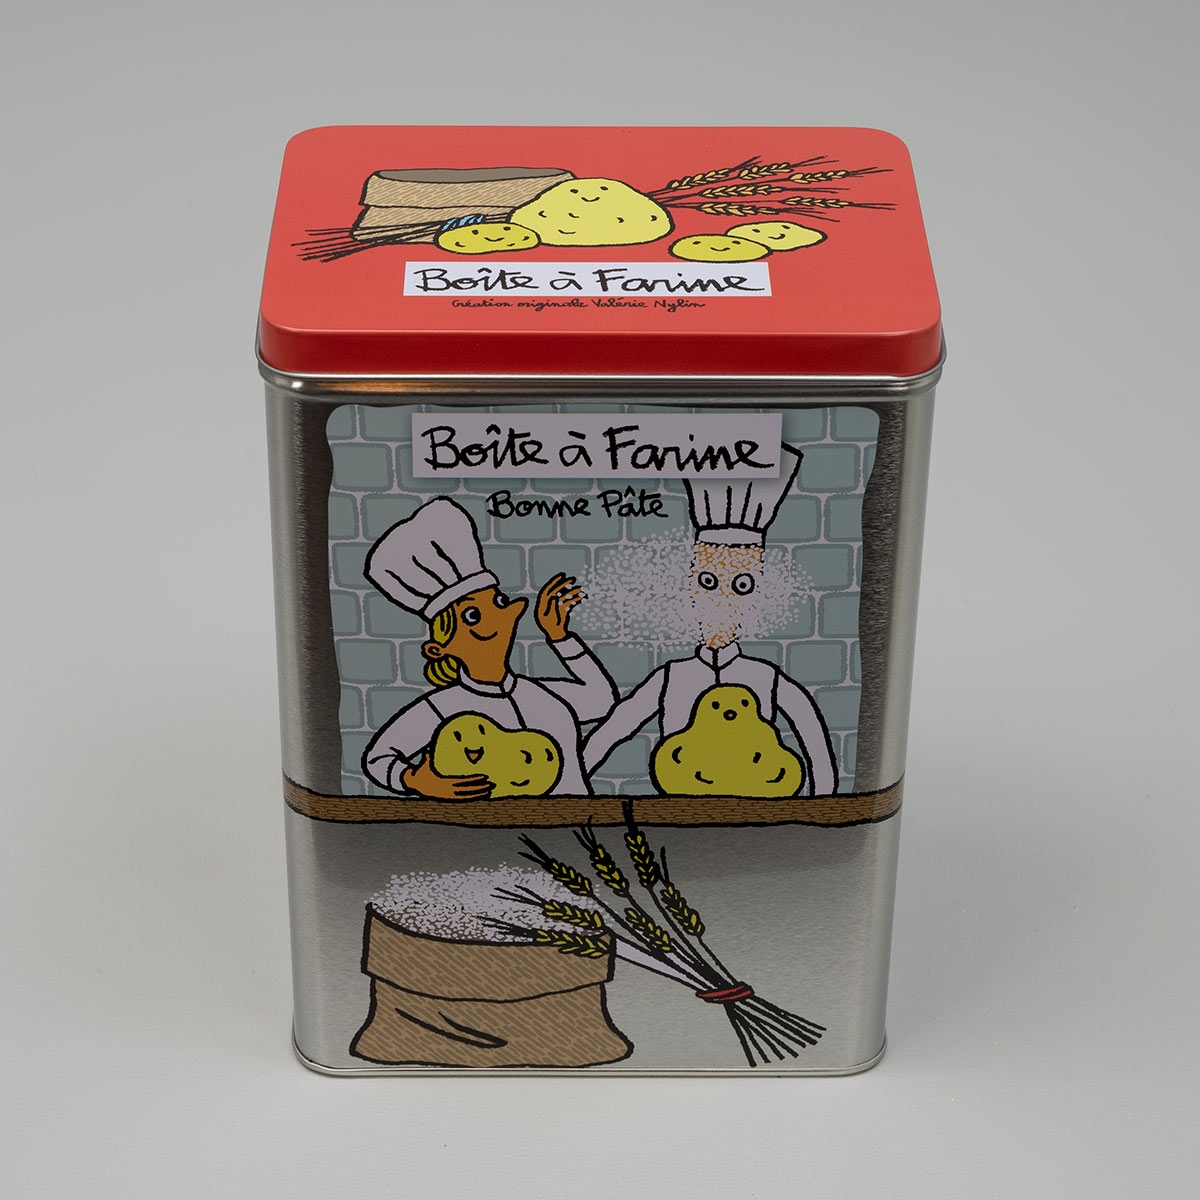 Boîte à Farine
Création originale Valérie Nylin
Boîte à Farine
Bonne Pâte